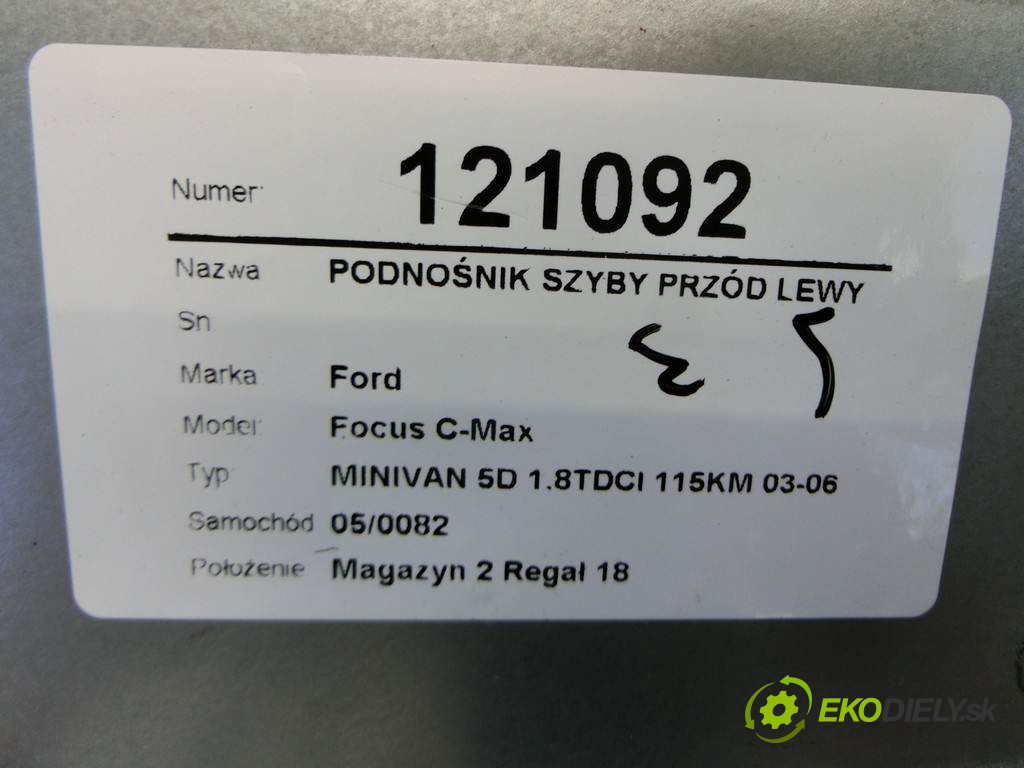 Numer: 121092
Nazwa PODNOŚNIK SZYBY PRZÓD LEWY
Sn
Marka Ford
Model: Focus C-Max
Typ MINIVAN 5D 1.8TDCI 115KM 03-06
Samochód 05/0082
Położenie Magazyn 2 Regał 18
EKODIELY.sk